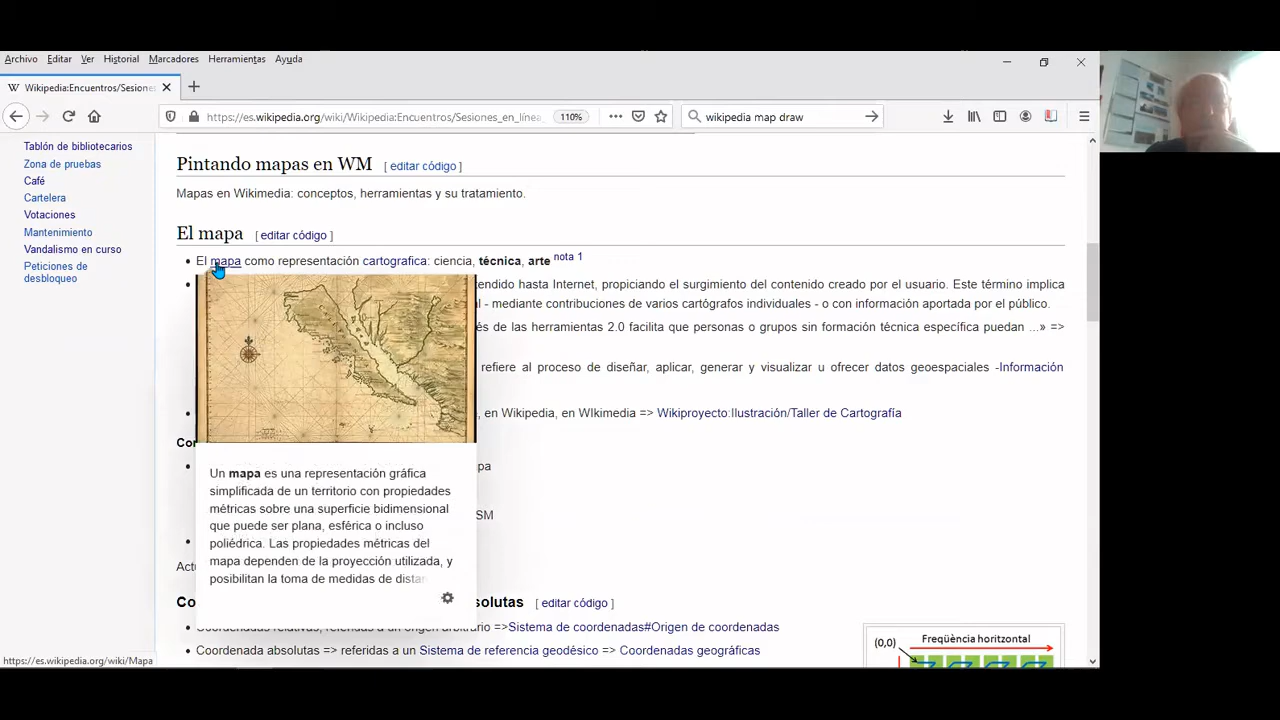 Archivo Editar Ver Historial Marcadores Herramientas Ayuda
W Wikipedia:Encuentros/Sesiones
https://es.wikipedia.org/wiki/Wikipedia:Encuentros/Sesiones_en_línea 110% wikipedia map draw
Tablón de bibliotecarios
Zona de pruebas
Café
Cartelera
Votaciones
Mantenimiento
Vandalismo en curso
Peticiones de
desbloqueo
Pintando mapas en WM [ editar código ]
Mapas en Wikimedia: conceptos, herramientas y su tratamiento.
El mapa [ editar código ]
El mapa como representación cartografica: ciencia, técnica, arte nota 1
tendido hasta Internet, propiciando el surgimiento del contenido creado por el usuario. Este término implica
al - mediante contribuciones de varios cartógrafos individuales - o con información aportada por el público.
és de las herramientas 2.0 facilita que personas o grupos sin formación técnica específica puedan ...» =>
refiere al proceso de diseñar, aplicar, generar y visualizar u ofrecer datos geoespaciales -Información
, en Wikipedia, en WIkimedia => Wikiproyecto:Ilustración/Taller de Cartografía
Co
pa
SM
Un mapa es una representación gráfica
simplificada de un territorio con propiedades
métricas sobre una superficie bidimensional
que puede ser plana, esférica o incluso
poliédrica. Las propiedades métricas del
mapa dependen de la proyección utilizada, y
posibilitan la toma de medidas de distan
Act
Co solutas [ editar código ]
Coordenadas relativas, referidas a un origen arbitrario =>Sistema de coordenadas#Origen de coordenadas
Coordenada absolutas => referidas a un Sistema de referencia geodésico => Coordenadas geográficas
(0,0) Freqüència horitzontal
https://es.wikipedia.org/wiki/Mapa